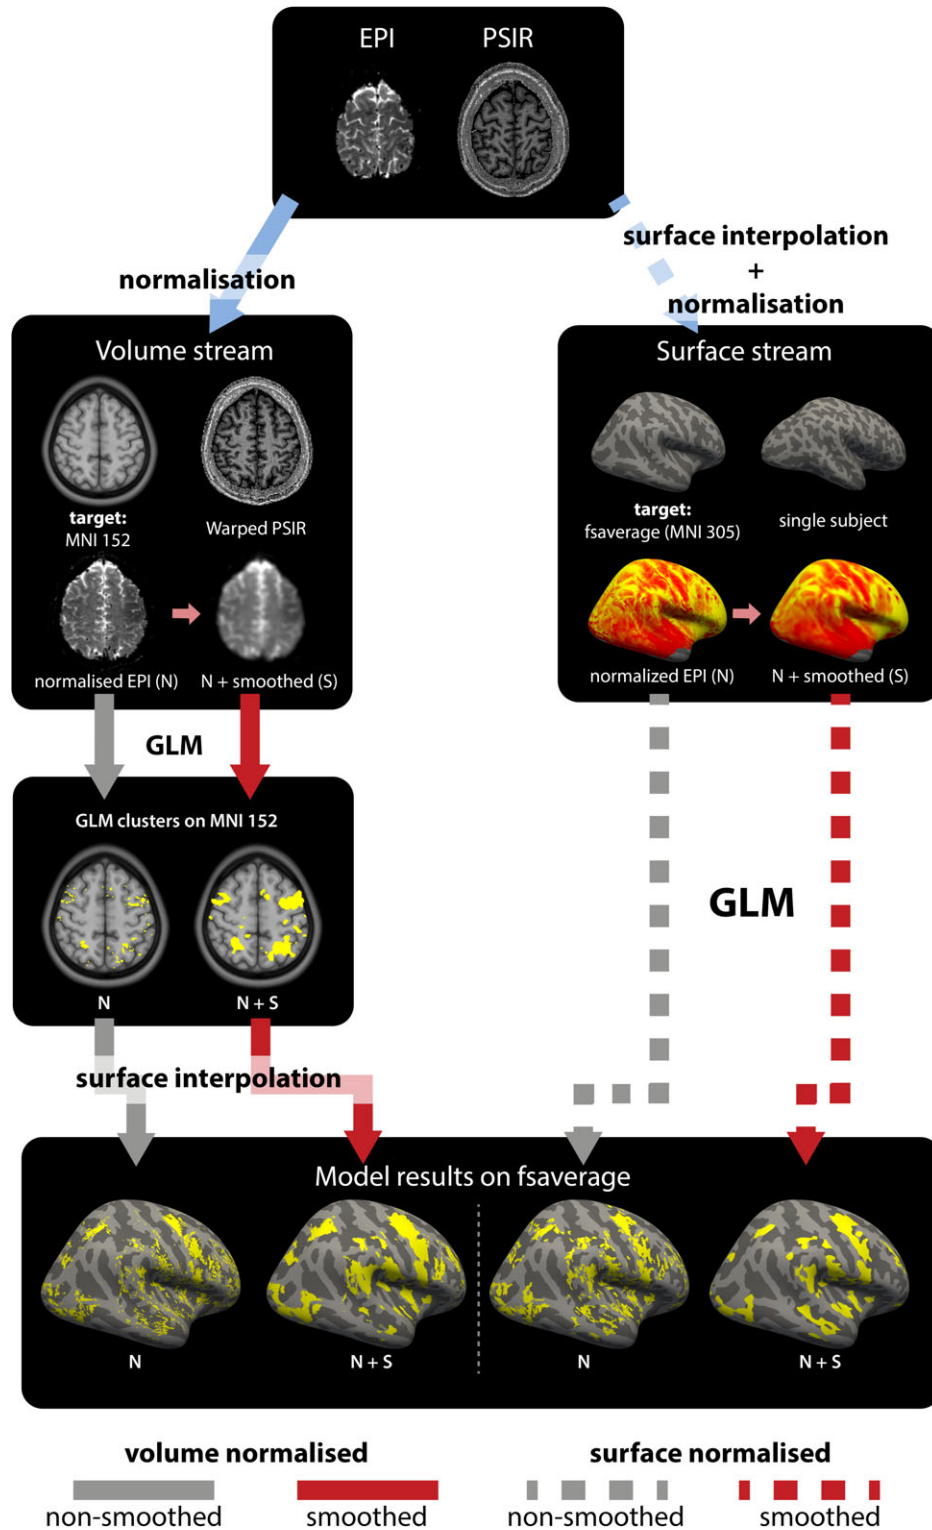 EPI PSIR
surface interpolation
+
normalisation
normalisation
Volume stream
target:
MNI 152
Warped PSIR
normalised EPI (N)
N + smoothed (S)
Surface stream
target:
fsaverage (MNI 305)
single subject
normalized EPI (N)
N + smoothed (S)
GLM
GLM clusters on MNI 152
N
N + S
GLM
surface interpolation
Model results on fsaverage
N
N + S
N
N + S
volume normalised
non-smoothed
smoothed
surface normalised
non-smoothed
smoothed